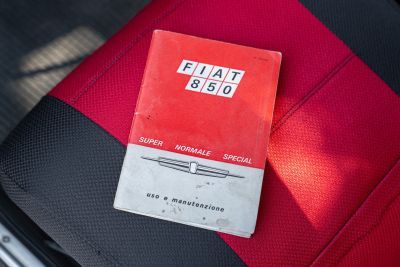 FIAT
850
SUPER NORMALE SPECIAL
uso e manutenzione